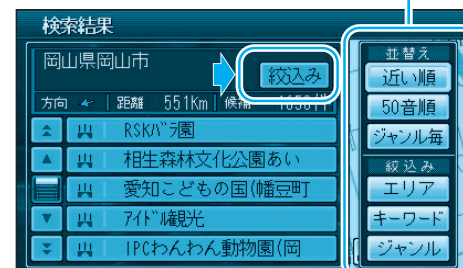 検索結果
岡山県岡山市
絞込み
方向 距離 551Km 候補
RSKバラ園
相生森林文化公園あい
愛知こどもの国(幡豆町
アイドル観光
IPCわんわん動物園(岡
並替え
近い順
50音順
ジャンル毎
絞込み
エリア
キーワード
ジャンル